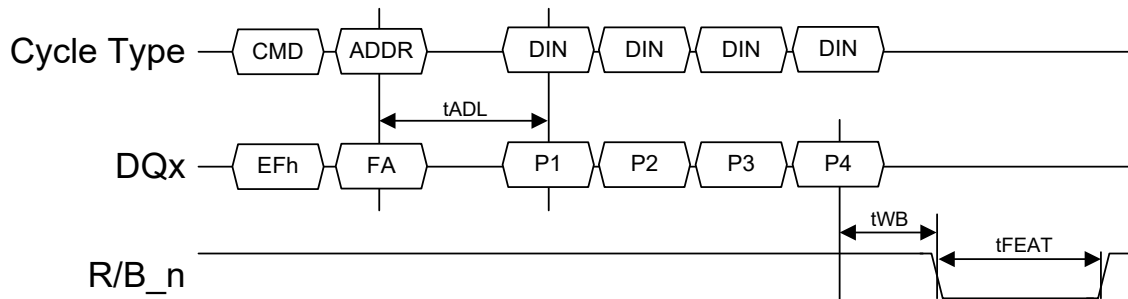 Cycle Type CMD ADDR DIN DIN DIN DIN
tADL
DQx EFh FA P1 P2 P3 P4
tWB
tFEAT
R/B_n